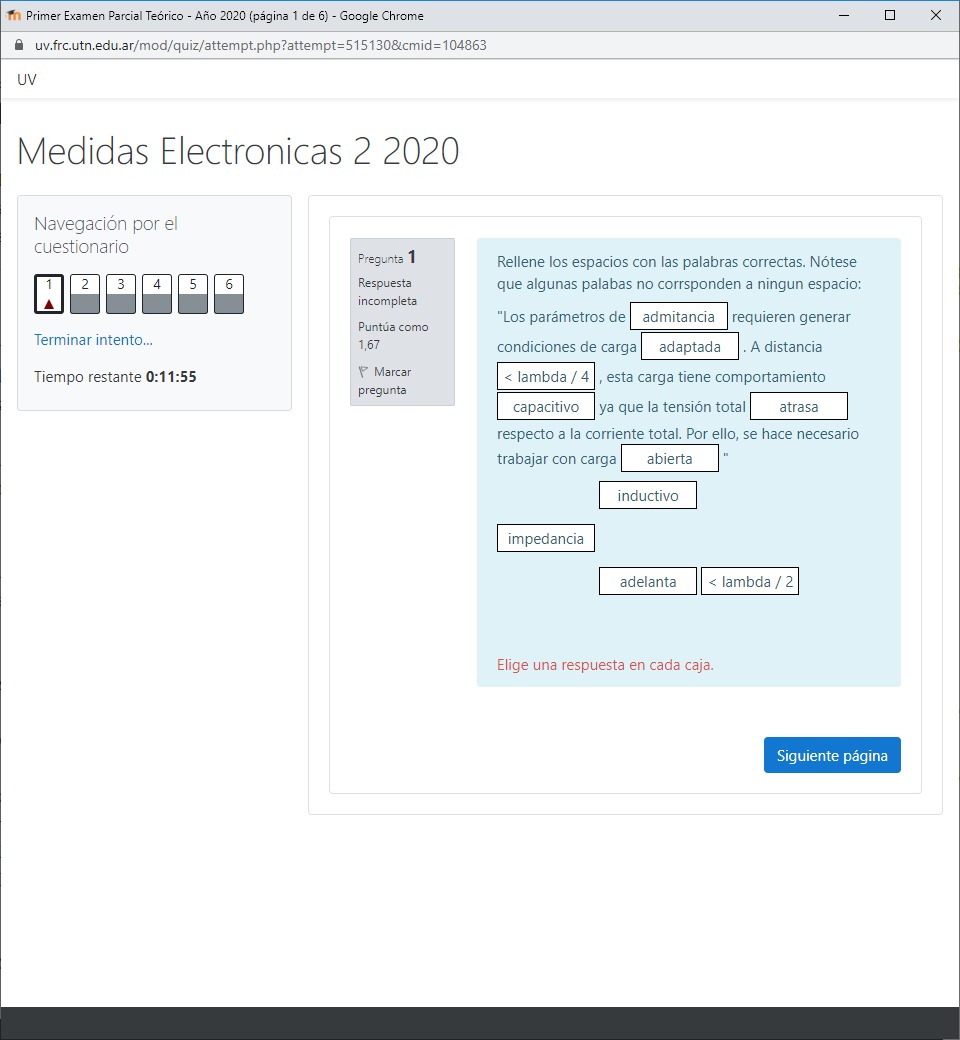 Primer Examen Parcial Teórico - Año 2020 (página 1 de 6) - Google Chrome
uv.frc.utn.edu.ar/mod/quiz/attempt.php?attempt=515130&cmid=104863
UV
Medidas Electronicas 2 2020
Navegación por el
cuestionario
1 2 3 4 5 6
Terminar intento...
Tiempo restante 0:11:55
Pregunta 1
Respuesta
incompleta
Puntúa como
1,67
Marcar
pregunta
Rellene los espacios con las palabras correctas. Nótese
que algunas palabas no corrsponden a ningun espacio:
"Los parámetros de admitancia requieren generar
condiciones de carga adaptada . A distancia
< lambda / 4 , esta carga tiene comportamiento
capacitivo ya que la tensión total atrasa
respecto a la corriente total. Por ello, se hace necesario
trabajar con carga abierta "
inductivo
impedancia
adelanta < lambda / 2
Elige una respuesta en cada caja.
Siguiente página